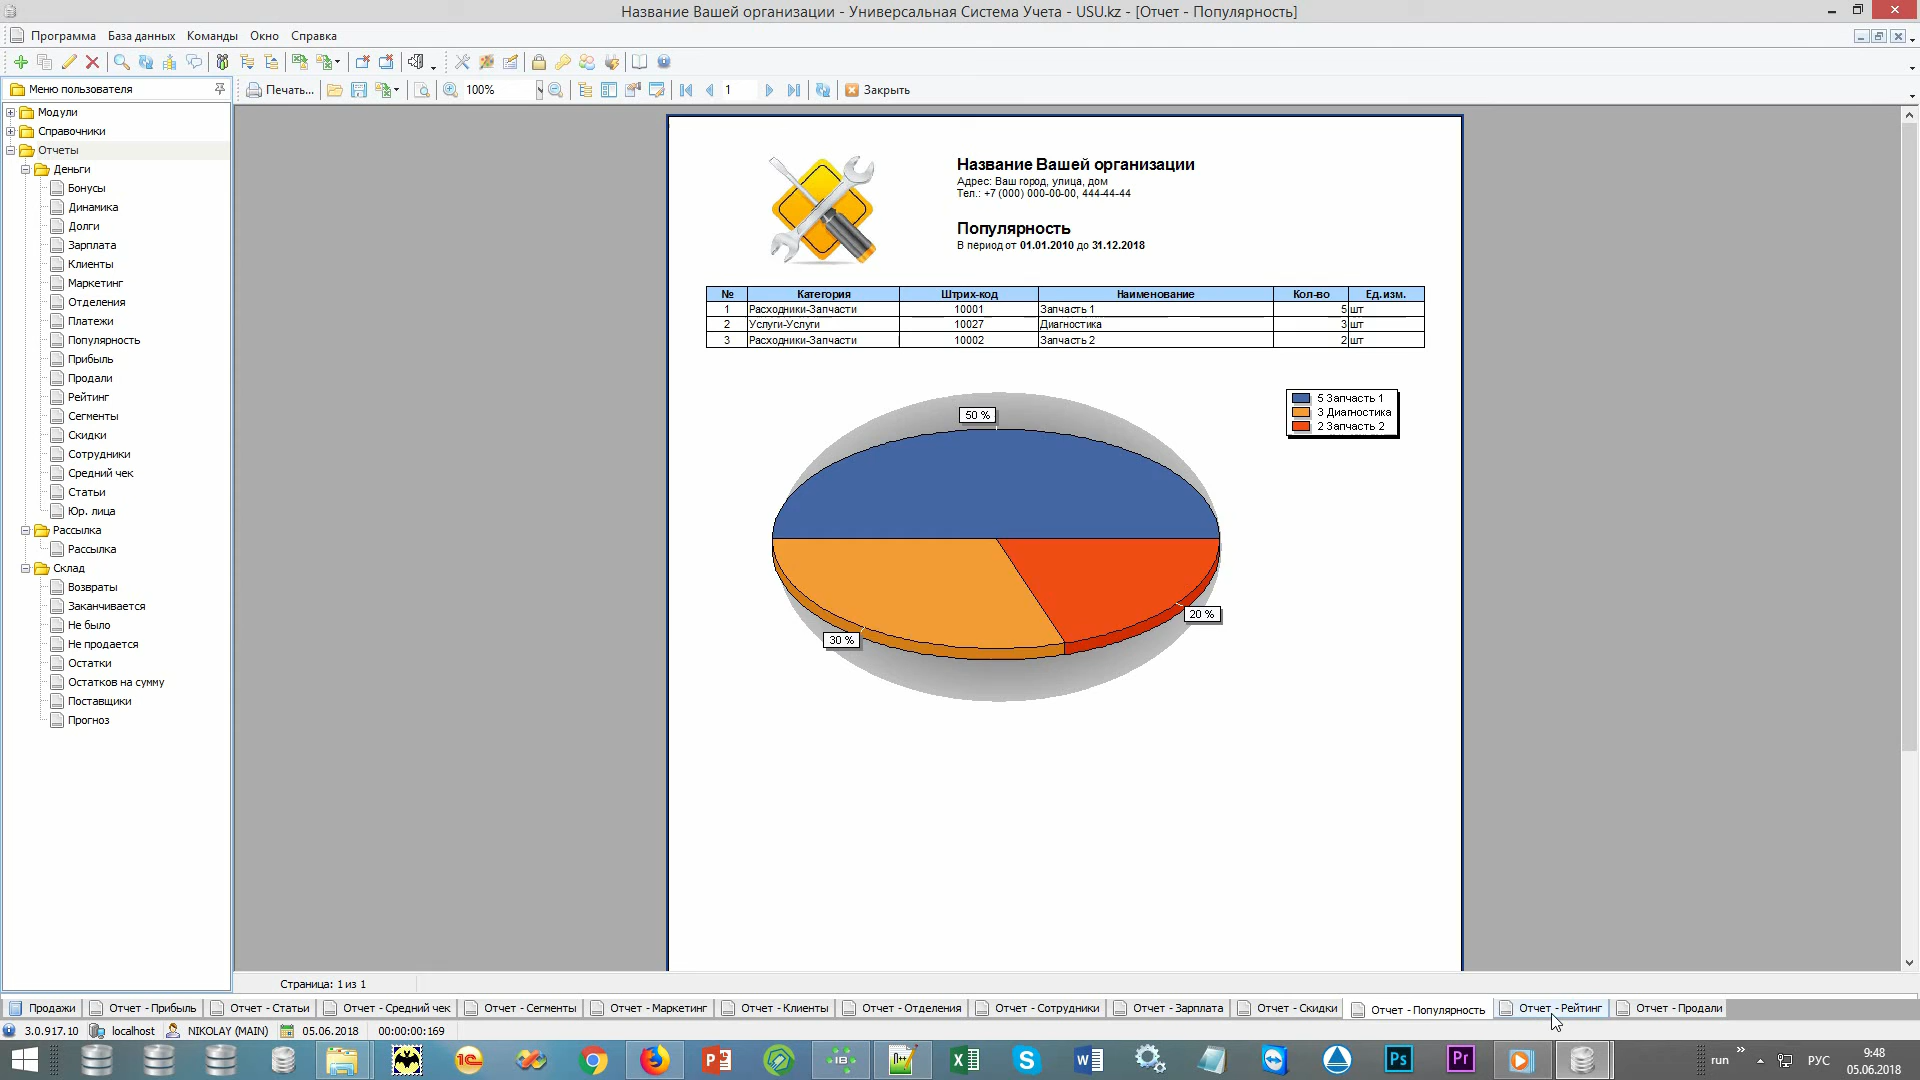 Название Вашей организации - Универсальная Система Учета - USU.kz - [Отчет - Популярность]
Программа База данных Команды Окно Справка
Меню пользователя
Печать... 100% 1 Закрыть
Модули
Справочники
Отчеты
Деньги
Бонусы
Динамика
Долги
Зарплата
Клиенты
Маркетинг
Отделения
Платежи
Популярность
Прибыль
Продали
Рейтинг
Сегменты
Скидки
Сотрудники
Средний чек
Статьи
Юр. лица
Рассылка
Рассылка
Склад
Возвраты
Заканчивается
Не было
Не продается
Остатки
Остатков на сумму
Поставщики
Прогноз
Название Вашей организации
Адрес: Ваш город, улица, дом
Тел.: +7 (000) 000-00-00, 444-44-44
Популярность
В период от 01.01.2010 до 31.12.2018
№ Категория Штрих-код Наименование Кол-во Ед.изм.
1 Расходники-Запчасти 10001 Запчасть 1 5 шт
2 Услуги-Услуги 10027 Диагностика 3 шт
3 Расходники-Запчасти 10002 Запчасть 2 2 шт
5 Запчасть 1
3 Диагностика
2 Запчасть 2
50 %
20 %
30 %
Страница: 1 из 1
Продажи Отчет - Прибыль Отчет - Статьи Отчет - Средний чек Отчет - Сегменты Отчет - Маркетинг Отчет - Клиенты Отчет - Отделения Отчет - Сотрудники Отчет - Зарплата Отчет - Скидки Отчет - Популярность Отчет - Рейтинг Отчет - Продали
3.0.917.10 localhost NIKOLAY (MAIN) 05.06.2018 00:00:00:169
run РУС 9:48
05.06.2018